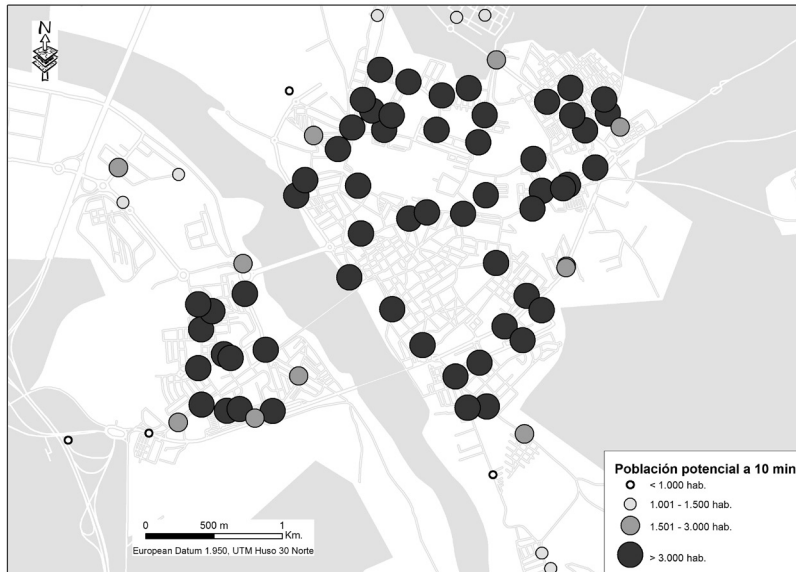 N
Población potencial a 10 min
< 1.000 hab.
1.001 - 1.500 hab.
1.501 - 3.000 hab.
> 3.000 hab.
0 500 m 1
Km.
European Datum 1.950, UTM Huso 30 Norte